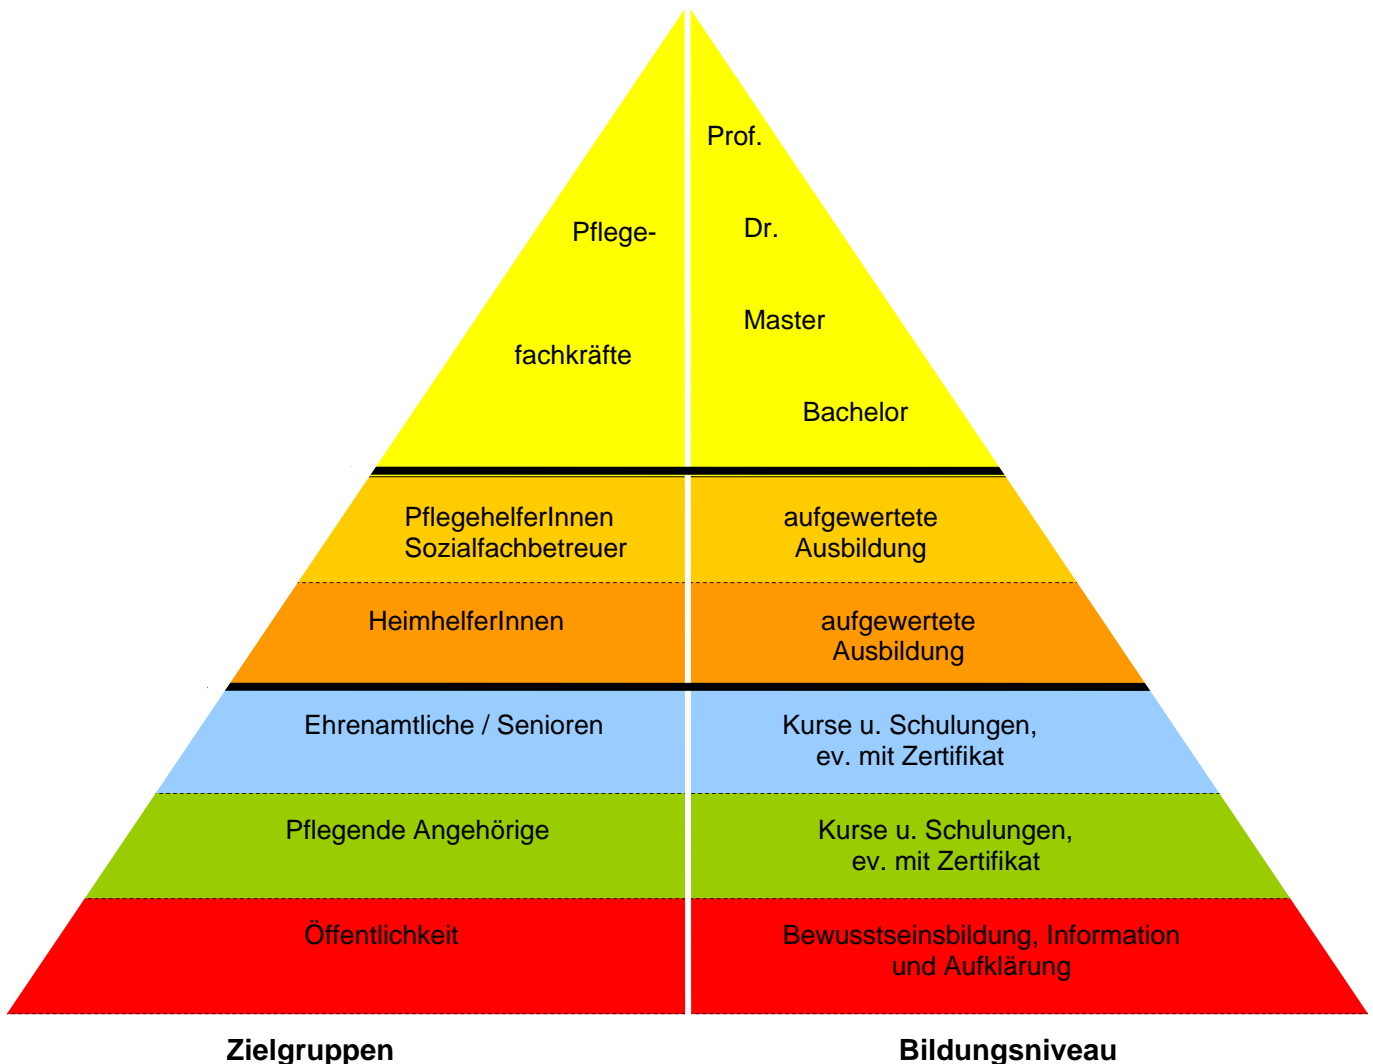 Prof.
Pflege-
Dr.
Master
fachkräfte
Bachelor
PflegehelferInnen
Sozialfachbetreuer
aufgewertete
Ausbildung
HeimhelferInnen
aufgewertete
Ausbildung
Ehrenamtliche / Senioren
Kurse u. Schulungen,
ev. mit Zertifikat
Pflegende Angehörige
Kurse u. Schulungen,
ev. mit Zertifikat
Öffentlichkeit
Bewusstseinsbildung, Information
und Aufklärung
Zielgruppen
Bildungsniveau